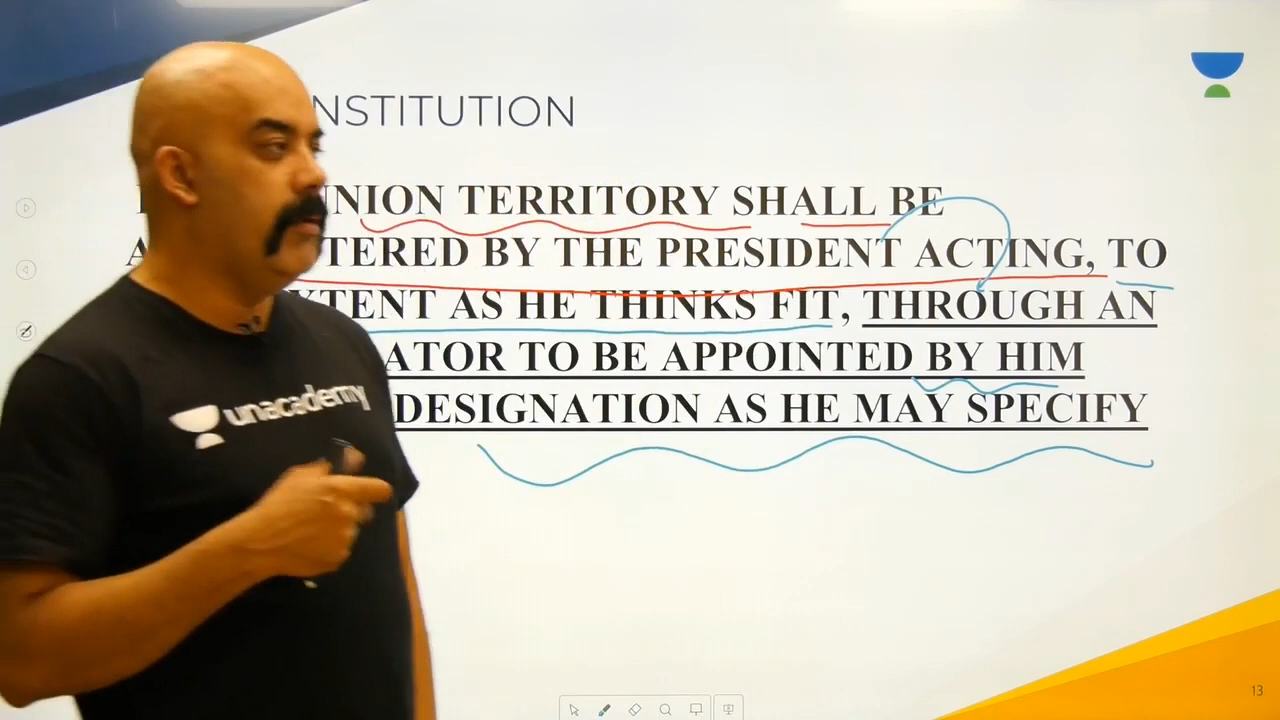 NSTITUTION
NION TERRITORY SHALL BE
TERED BY THE PRESIDENT ACTING, TO
XTENT AS HE THINKS FIT, THROUGH AN
ATOR TO BE APPOINTED BY HIM
DESIGNATION AS HE MAY SPECIFY
unacademy
13